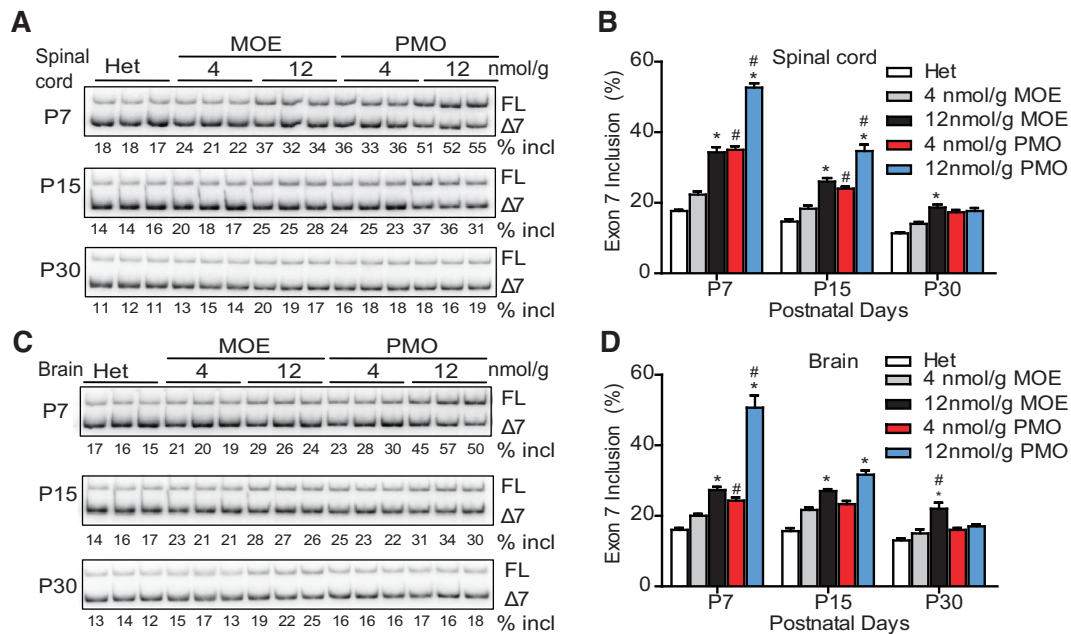 A
MOE PMO
Spinal cord Het 4 12 4 12 nmol/g
P7 FL
Δ7
18 18 17 24 21 22 37 32 34 36 33 36 51 52 55 % incl
P15 FL
Δ7
14 14 16 20 18 17 25 25 28 24 25 23 37 36 31 % incl
P30 FL
Δ7
11 12 11 13 15 14 20 19 17 16 18 18 18 16 19 % incl
B
Spinal cord
Het
4 nmol/g MOE
12nmol/g MOE
4 nmol/g PMO
12nmol/g PMO
Exon 7 Inclusion (%)
60
40
20
0
* # # *
* # # *
*
P7 P15 P30
Postnatal Days
C
MOE PMO
Brain Het 4 12 4 12 nmol/g
P7 FL
Δ7
17 16 15 21 20 19 29 26 24 23 28 30 45 57 50 % incl
P15 FL
Δ7
14 16 17 23 21 21 28 27 26 25 23 22 31 34 30 % incl
P30 FL
Δ7
13 14 12 15 17 13 19 22 25 16 16 16 17 16 18 % incl
D
Brain
Het
4 nmol/g MOE
12nmol/g MOE
4 nmol/g PMO
12nmol/g PMO
Exon 7 Inclusion (%)
60
40
20
0
* # # *
* *
# *
P7 P15 P30
Postnatal Days